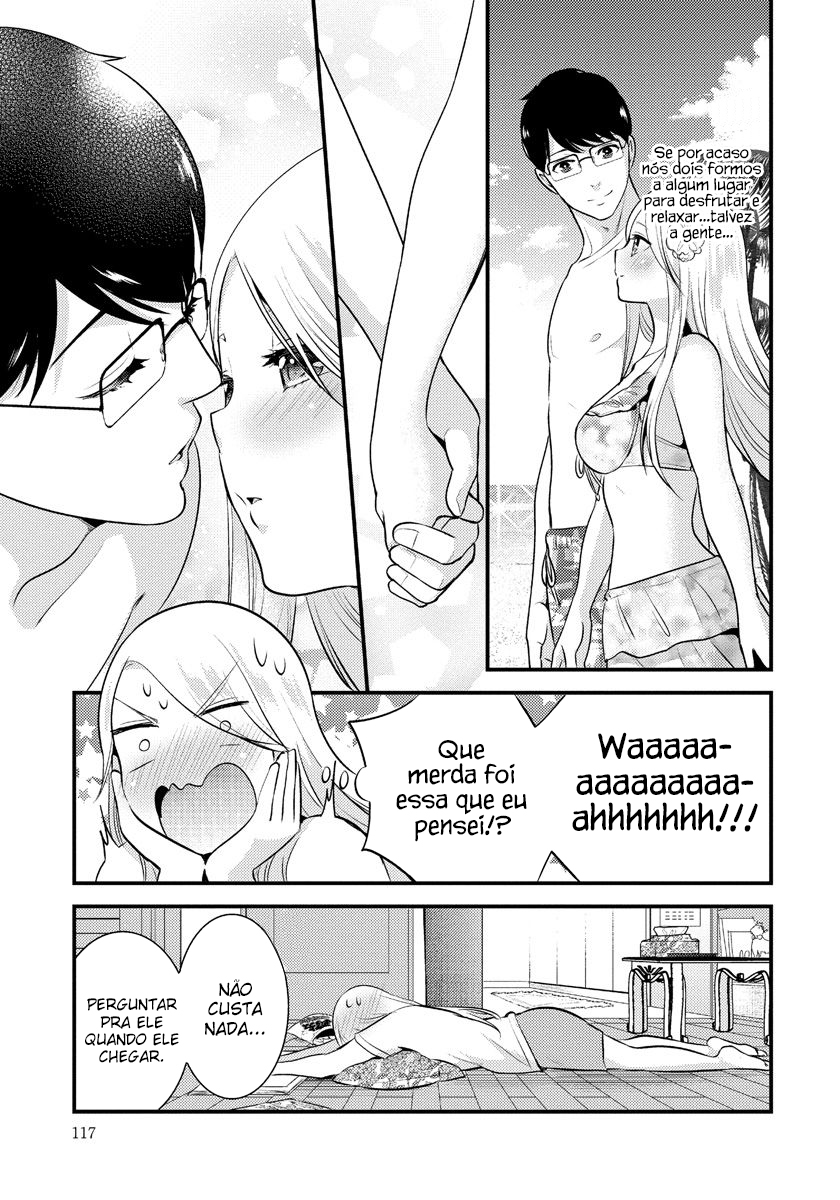 Se por acaso
nós dois formos
a algum lugar
para desfrutar e
relaxar...talvez
a gente...
Waaaaa-
aaaaaaaaaa-
ahhhhhhh!!!
Que
merda foi
essa que eu
pensei!?
NÃO
CUSTA
NADA...
PERGUNTAR
PRA ELE
QUANDO ELE
CHEGAR.
117